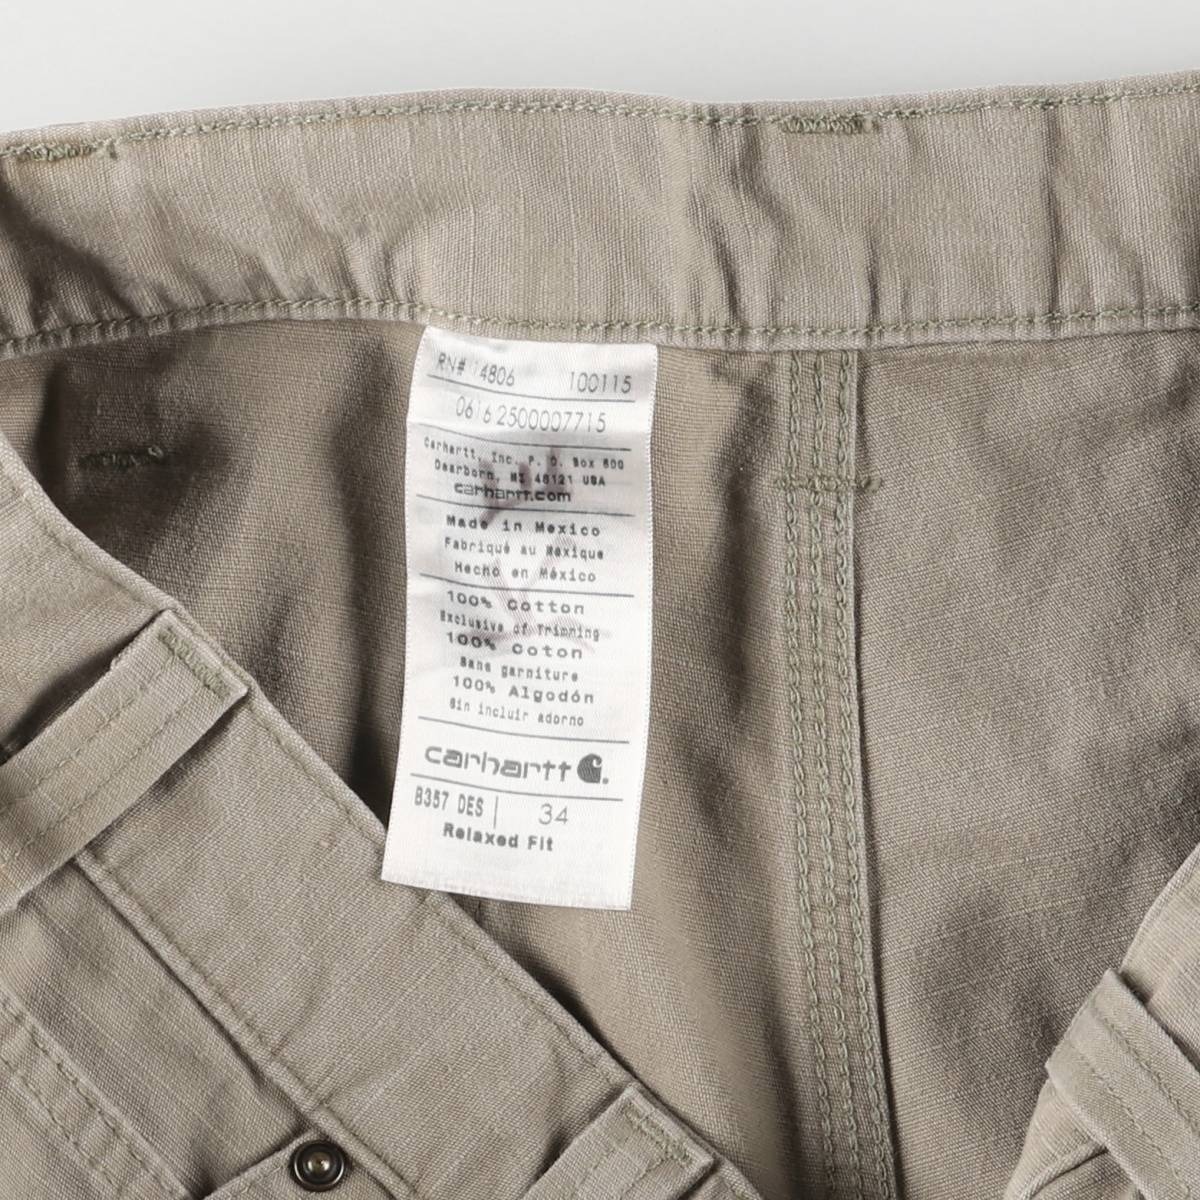 RN# 14806 100115
0616 2500007715
Carhartt, Inc. P. O. Box 600
Dearborn, MI 48121 USA
carhartt.com
Made in Mexico
Fabriqué au Mexique
Hecho en México
100% Cotton
Exclusive of Trimming
100% Coton
Sans garniture
100% Algodón
Sin incluir adorno
carhartt
B357 DES | 34
Relaxed Fit